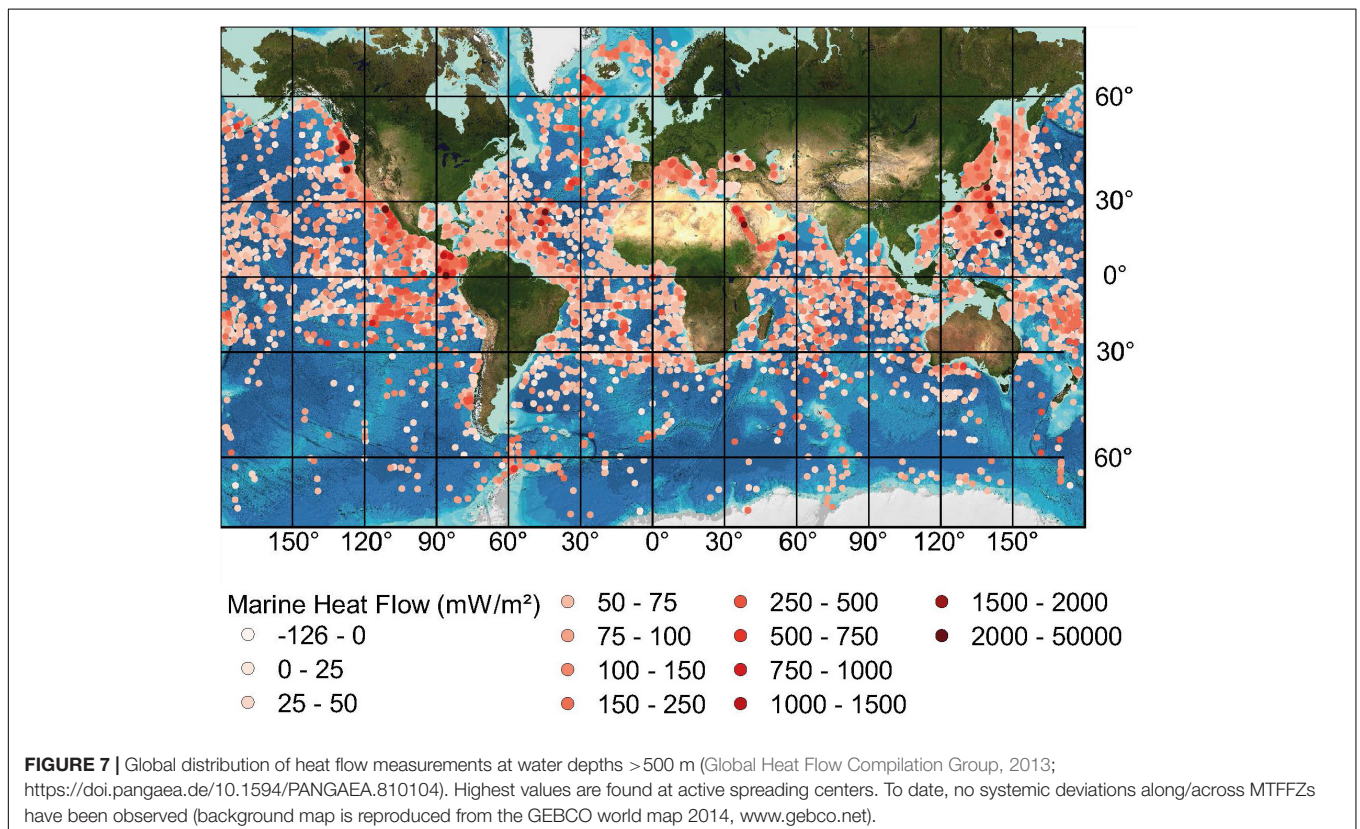 60°
30°
0°
30°
60°
150° 120° 90° 60° 30° 0° 30° 60° 90° 120° 150°
Marine Heat Flow (mW/m²)
-126 - 0
0 - 25
25 - 50
50 - 75
75 - 100
100 - 150
150 - 250
250 - 500
500 - 750
750 - 1000
1000 - 1500
1500 - 2000
2000 - 50000
FIGURE 7 | Global distribution of heat flow measurements at water depths >500 m (Global Heat Flow Compilation Group, 2013;
https://doi.pangaea.de/10.1594/PANGAEA.810104). Highest values are found at active spreading centers. To date, no systemic deviations along/across MTFFZs
have been observed (background map is reproduced from the GEBCO world map 2014, www.gebco.net).